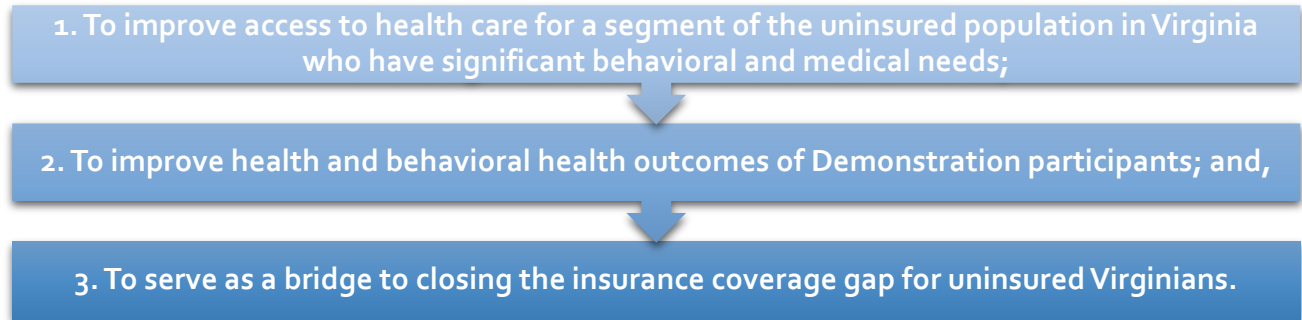 1. To improve access to health care for a segment of the uninsured population in Virginia
who have significant behavioral and medical needs;
2. To improve health and behavioral health outcomes of Demonstration participants; and,
3. To serve as a bridge to closing the insurance coverage gap for uninsured Virginians.